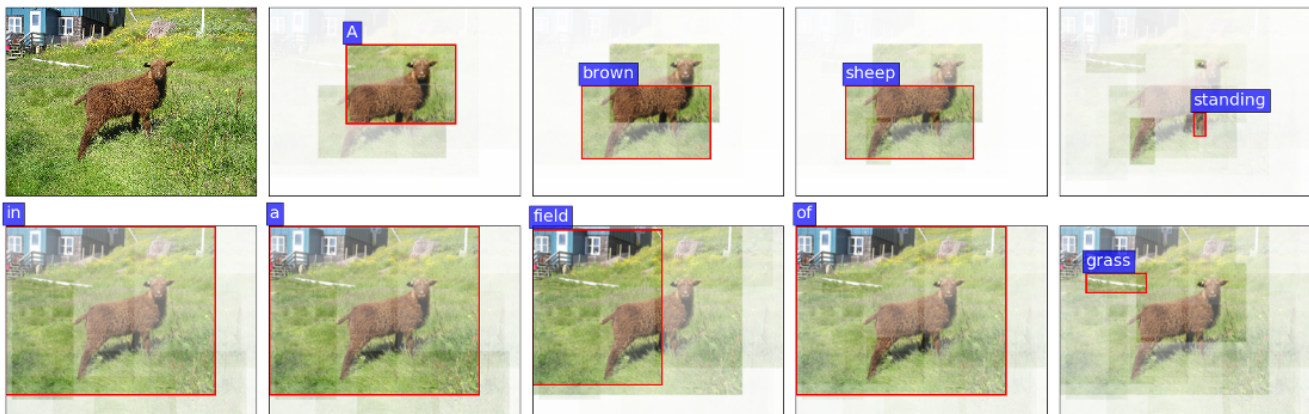 A
brown
sheep
standing
in
a
field
of
grass